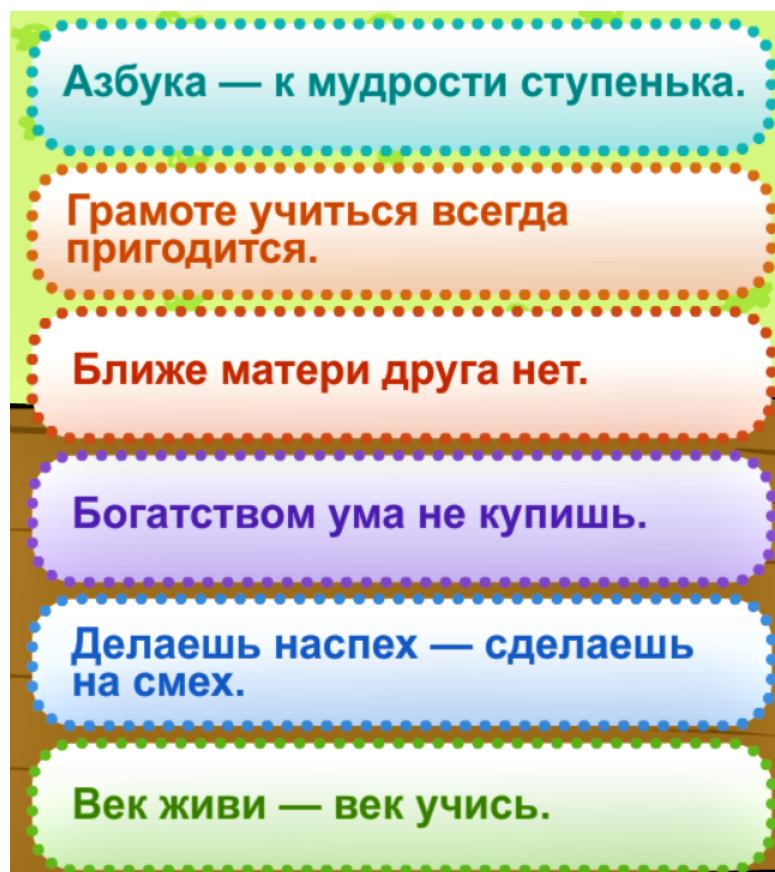 Азбука — к мудрости ступенька.
Грамоте учиться всегда
пригодится.
Ближе матери друга нет.
Богатством ума не купишь.
Делаешь наспех — сделаешь
на смех.
Век живи — век учись.